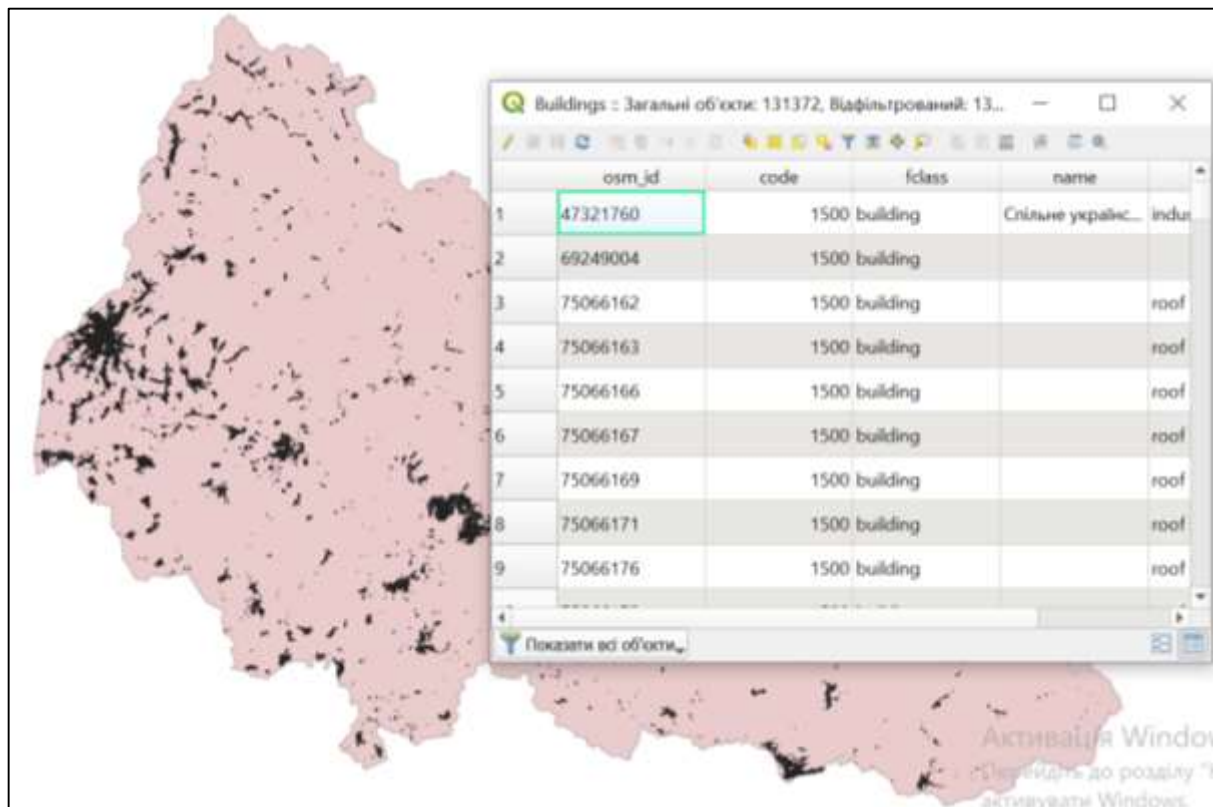 Buildings :: Загальні об'єкти: 131372, Відфільтрований: 13...
osm_id code fclass name
1 47321760 1500 building Спільне українс... indus
2 69249004 1500 building
3 75066162 1500 building roof
4 75066163 1500 building roof
5 75066166 1500 building roof
6 75066167 1500 building roof
7 75066169 1500 building roof
8 75066171 1500 building roof
9 75066176 1500 building roof
Показати всі об'єкти
Активація Window
Перейдіть до розділу "
активувати Windows.